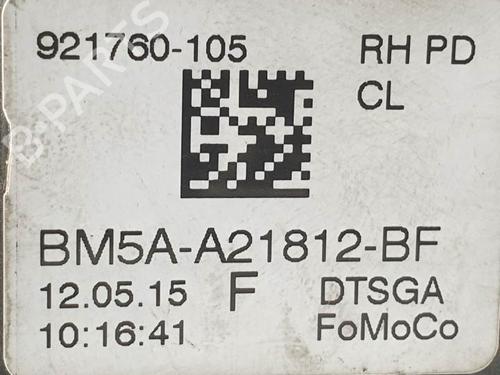 921760-105 RH PD
CL
BM5A-A21812-BF
12.05.15 F DTSGA
10:16:41 FoMoCo
B-PARTS